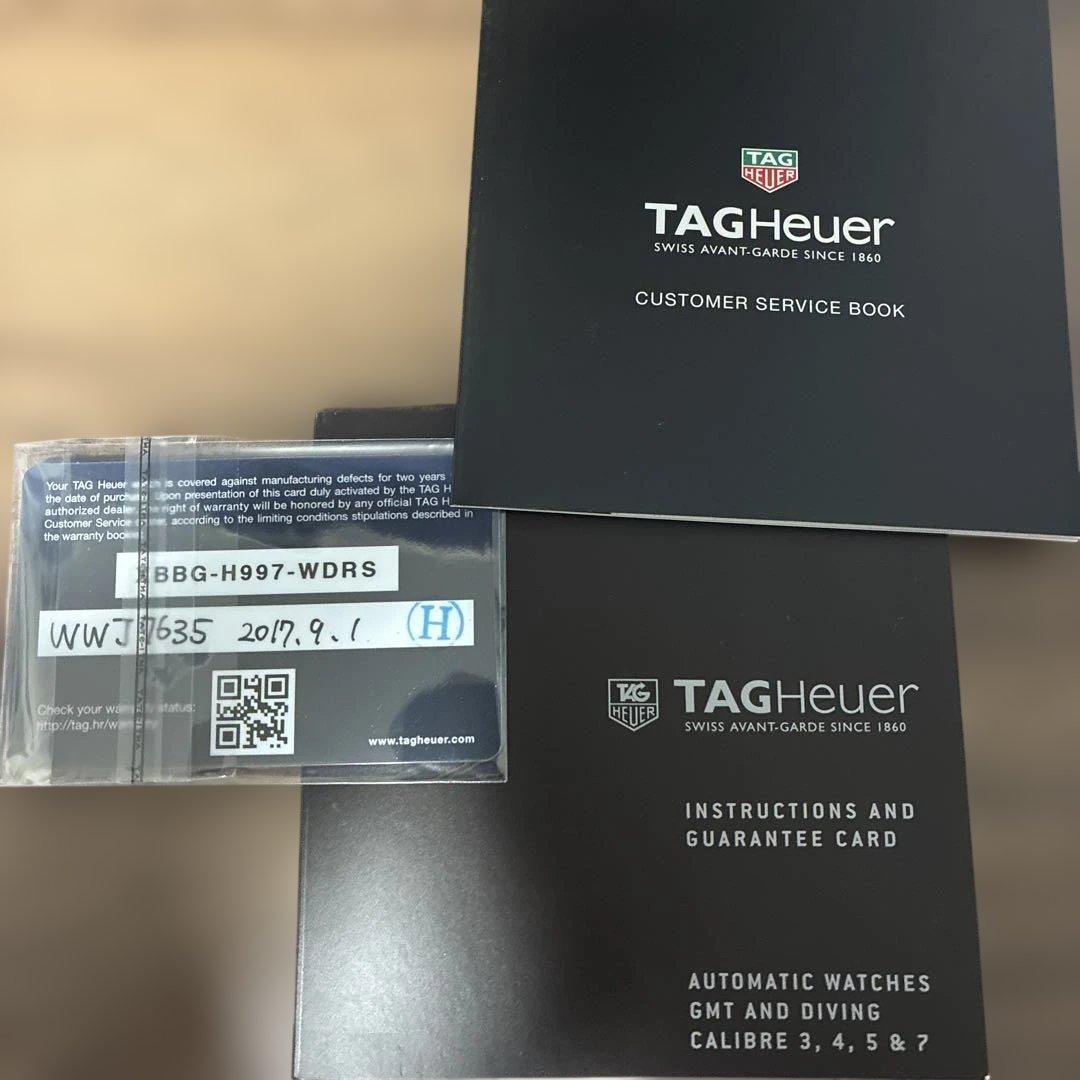 TAG
HEUER
TAGHeuer
SWISS AVANT-GARDE SINCE 1860
CUSTOMER SERVICE BOOK
Your TAG Heuer is covered against manufacturing defects for two years
the date of upon presentation of this card duly activated by the TAG
authorized right of warranty will be honored by any official TAG
Customer Service according to the limiting conditions stipulations described in
the warranty
BBG-H997-WDRS
WWJ7635 2017.9.1 (H)
Check your status:
http://tag.hr/
www.tagheuer.com
TAG
HEUER
TAGHeuer
SWISS AVANT-GARDE SINCE 1860
INSTRUCTIONS AND
GUARANTEE CARD
AUTOMATIC WATCHES
GMT AND DIVING
CALIBRE 3, 4, 5 & 7